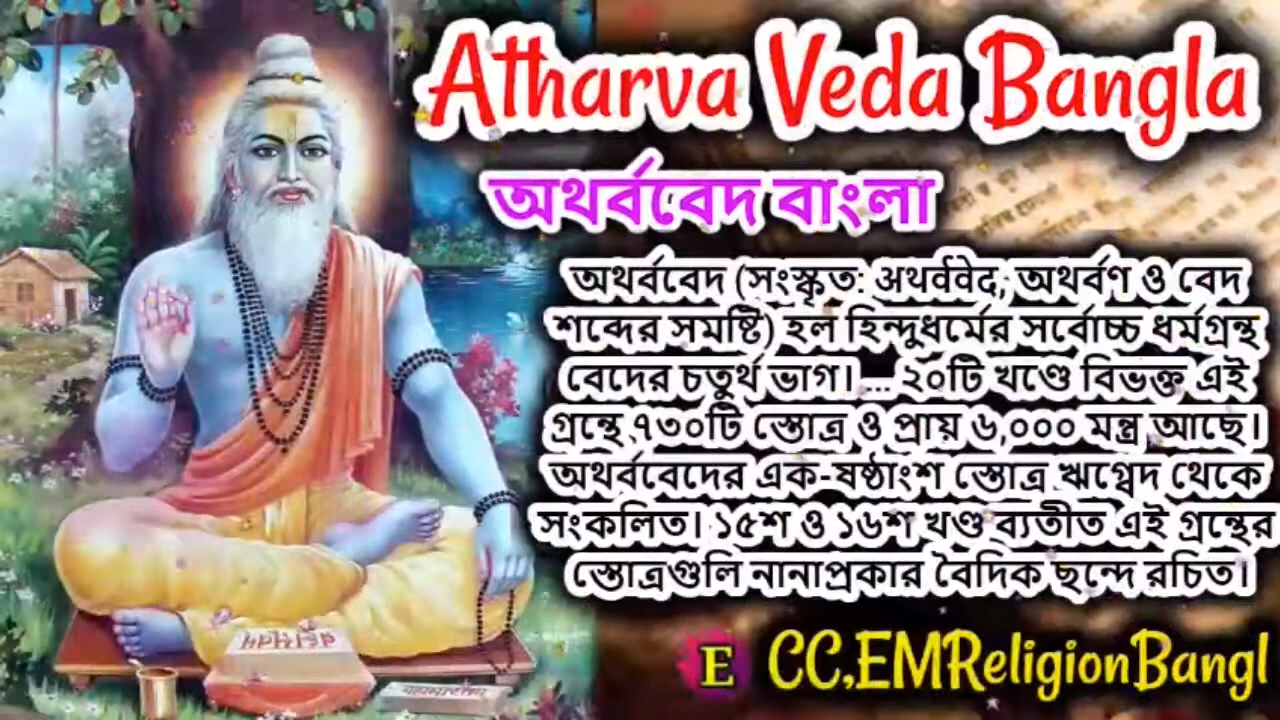 Atharva Veda Bangla
অথর্ববেদ বাংলা
অথর্ববেদ (সংস্কৃত: अथर्ववेद, অথর্বণ ও বেদ
শব্দের সমষ্টি) হল হিন্দুধর্মের সর্বোচ্চ ধর্মগ্রন্থ
বেদের চতুর্থ ভাগ। ... ২০টি খণ্ডে বিভক্ত এই
গ্রন্থে ৭৩০টি স্তোত্র ও প্রায় ৬,০০০ মন্ত্র আছে।
অথর্ববেদের এক-ষষ্ঠাংশ স্তোত্র ঋগ্বেদ থেকে
সংকলিত। ১৫শ ও ১৬শ খণ্ড ব্যতীত এই গ্রন্থের
স্তোত্রগুলি নানাপ্রকার বৈদিক ছন্দে রচিত।
E CC,EMReligionBangl